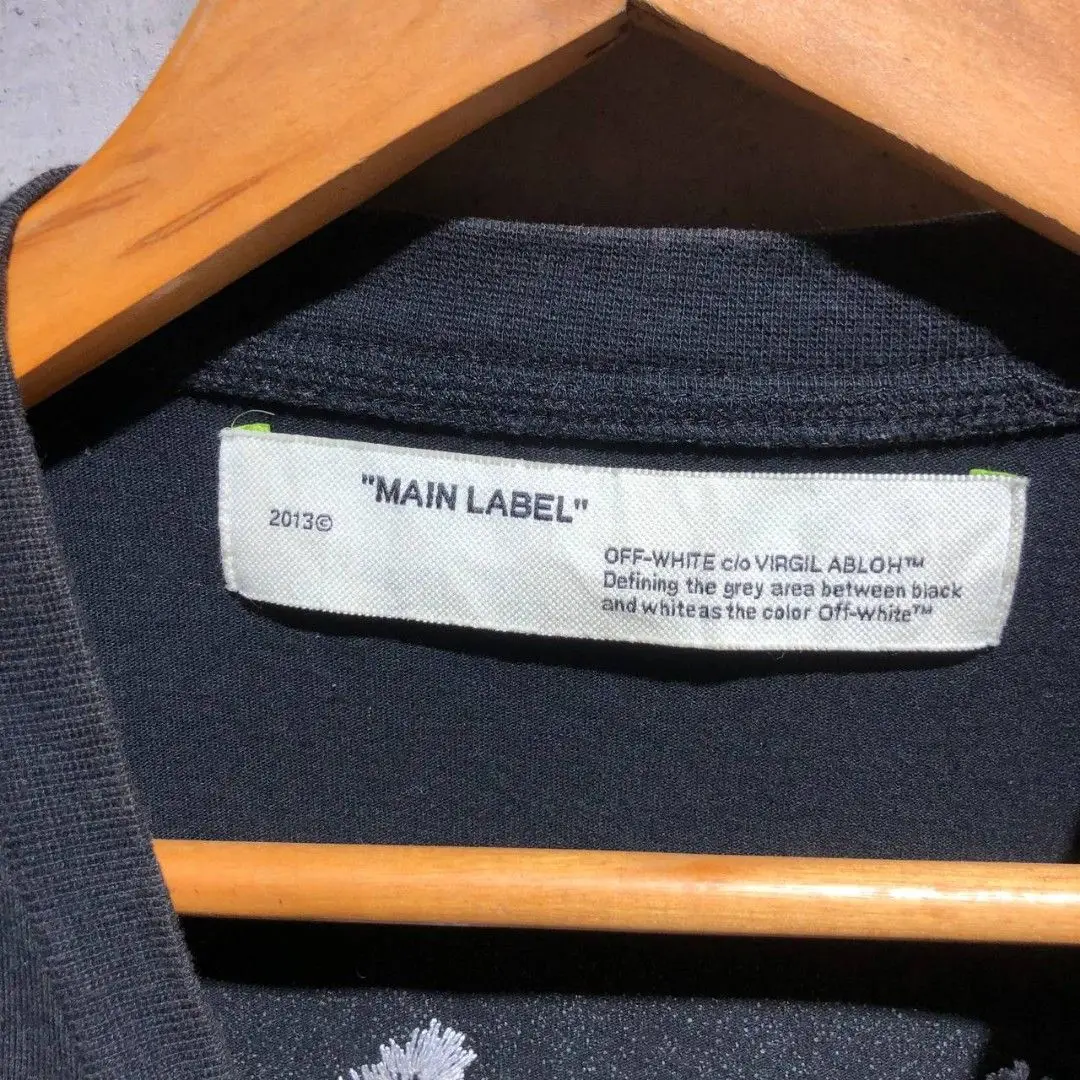 "MAIN LABEL"
2013©
OFF-WHITE c/o VIRGIL ABLOH™
Defining the grey area between black
and white as the color Off-White™